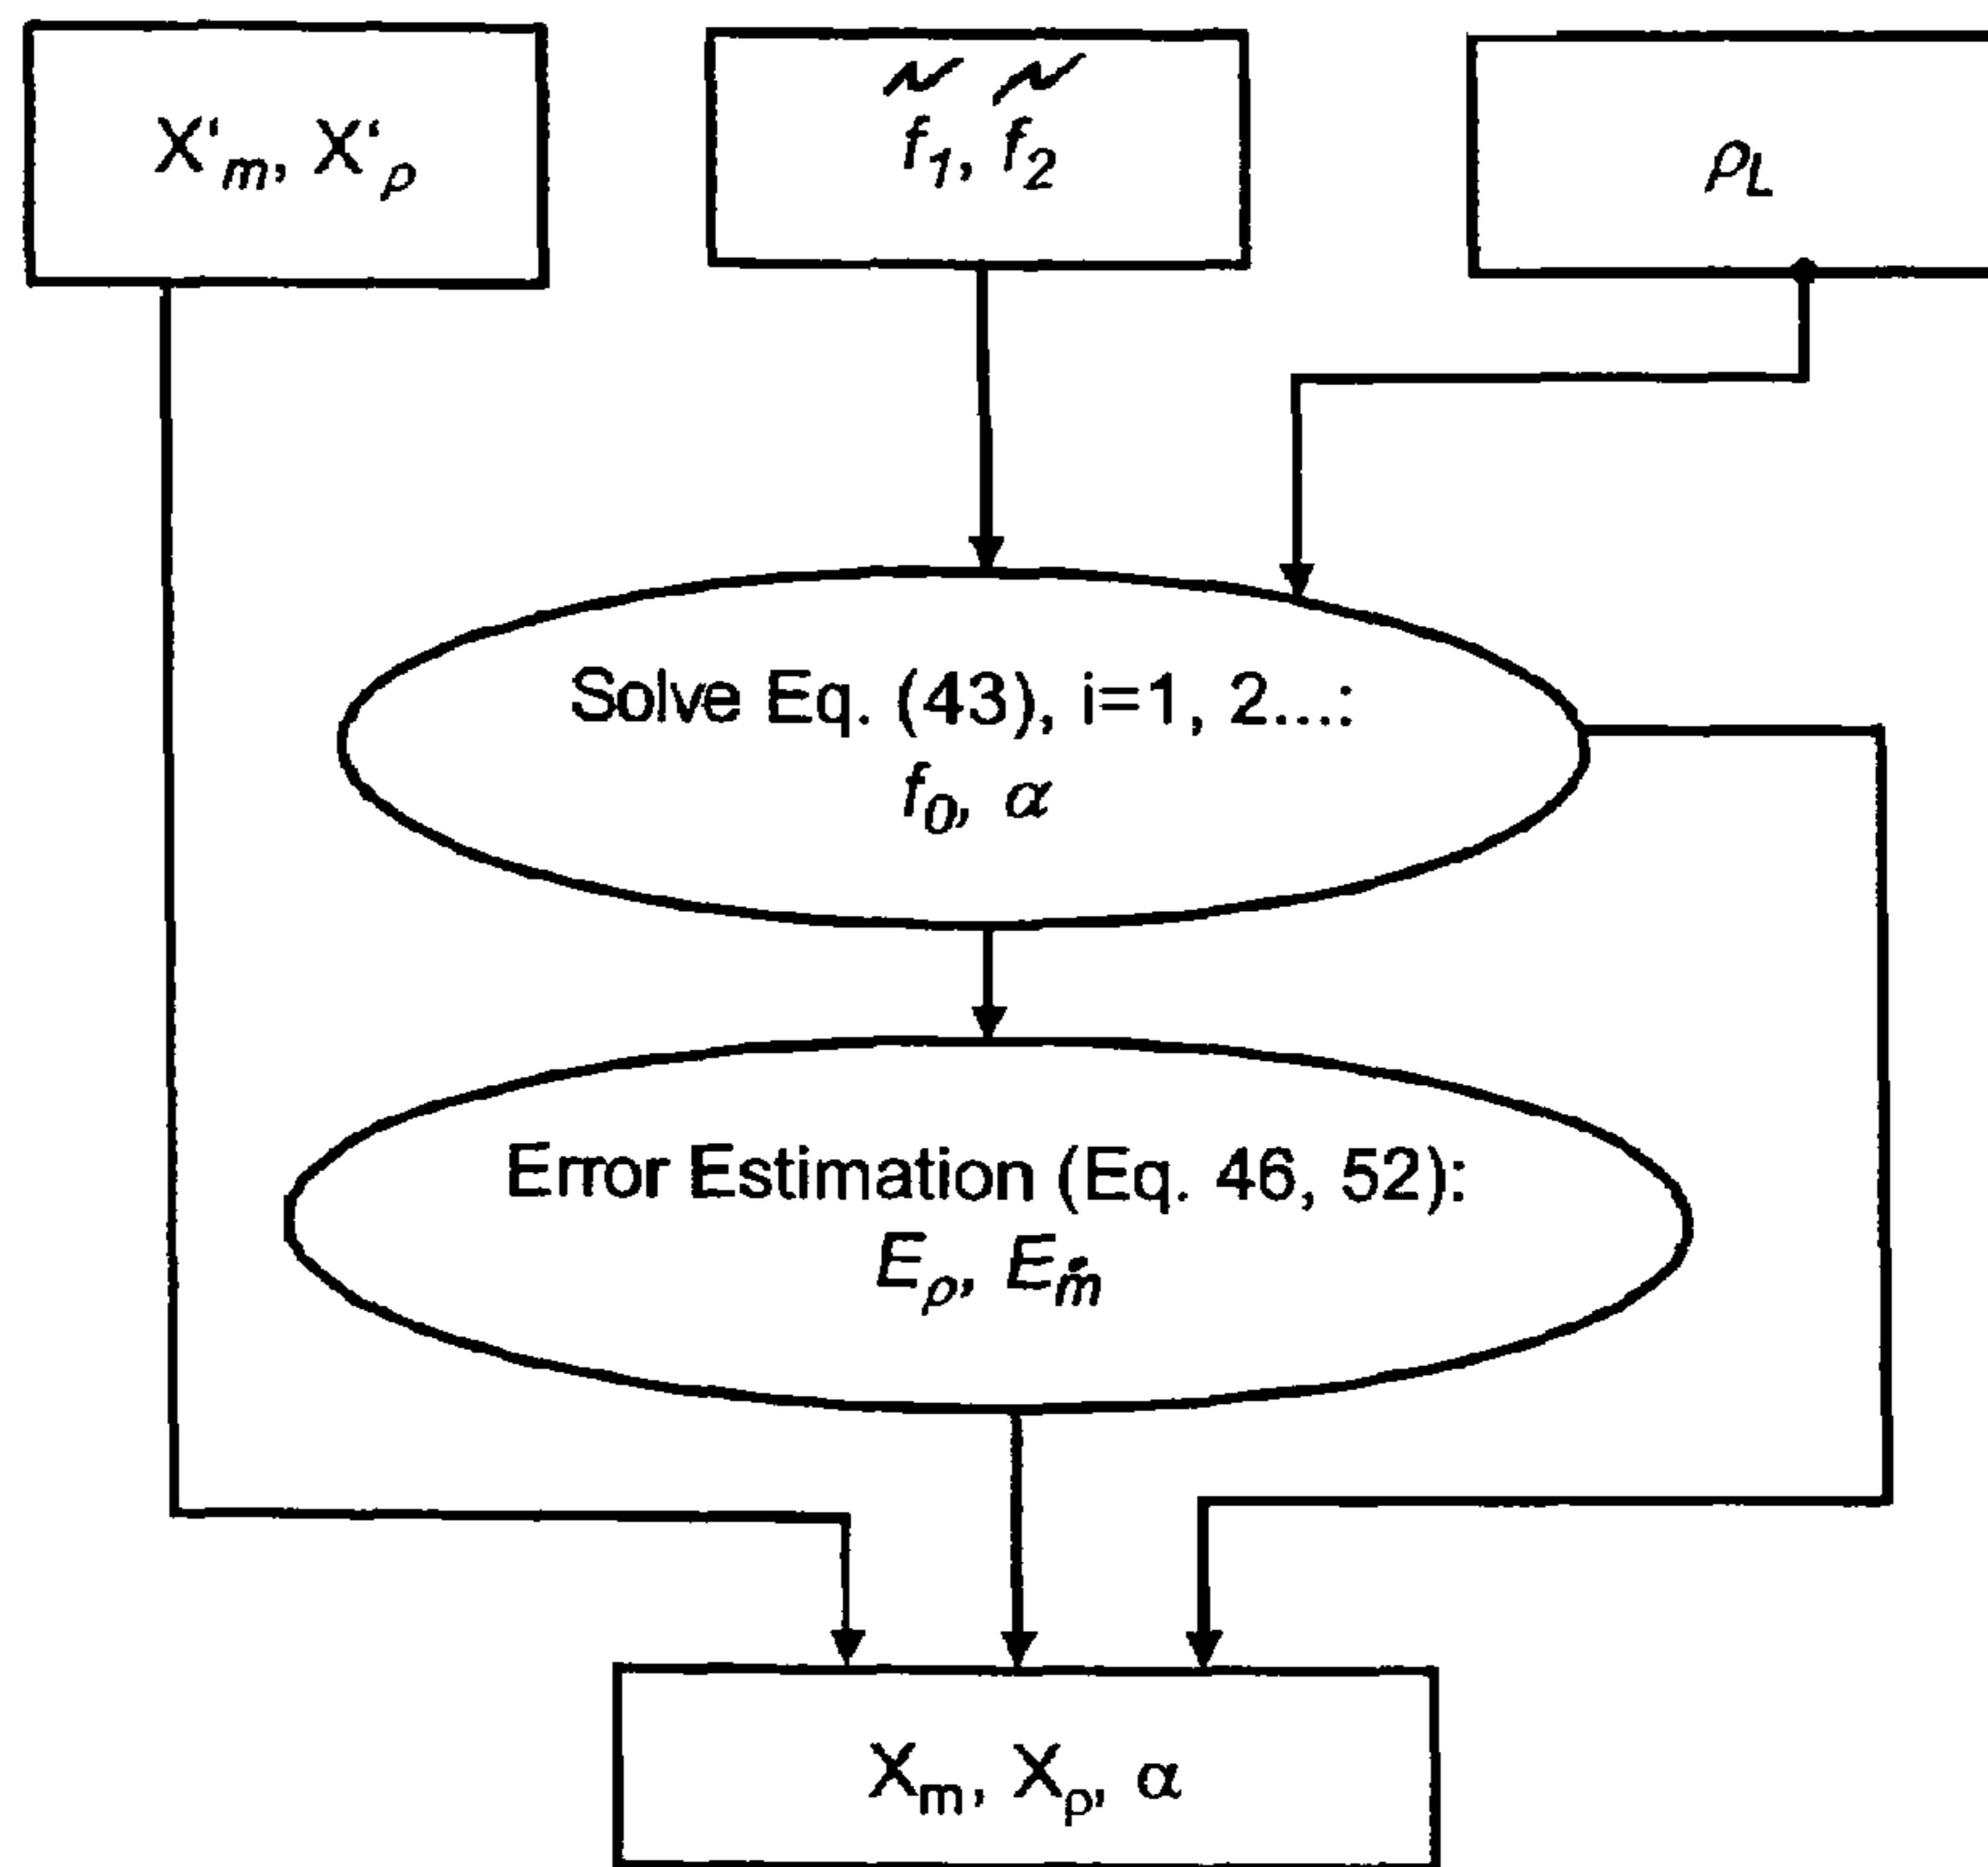 X'm, X'ρ
f̃1, f̃2
ρL
Solve Eq. (43), i=1, 2...:
f0, α
Error Estimation (Eq. 46, 52):
Eρ, Eṁ
Xm, Xρ, α